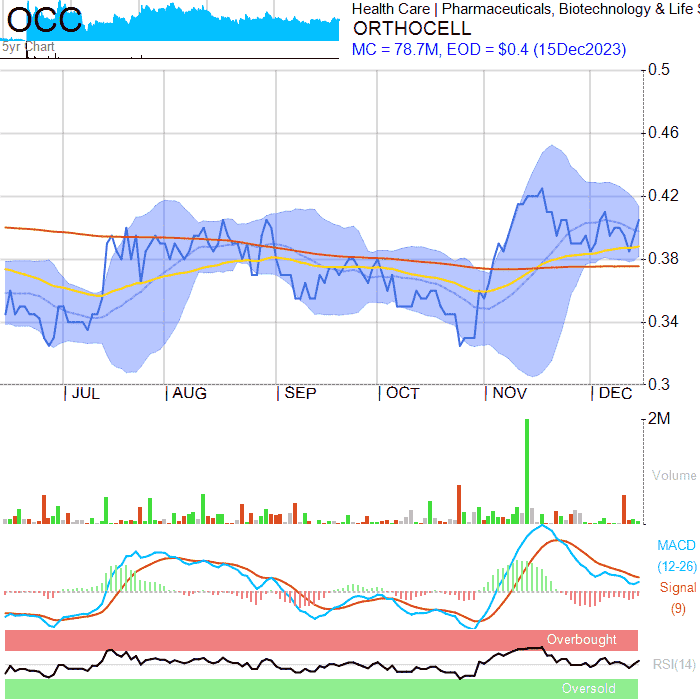 OCC
5yr Chart
Health Care | Pharmaceuticals, Biotechnology & Life S
ORTHOCELL
MC = 78.7M, EOD = $0.4 (15Dec2023)
0.5
0.46
0.42
0.38
0.34
0.3
| JUL | AUG | SEP | OCT | NOV | DEC
2M
Volume
MACD
(12-26)
Signal
(9)
Overbought
RSI(14)
Oversold